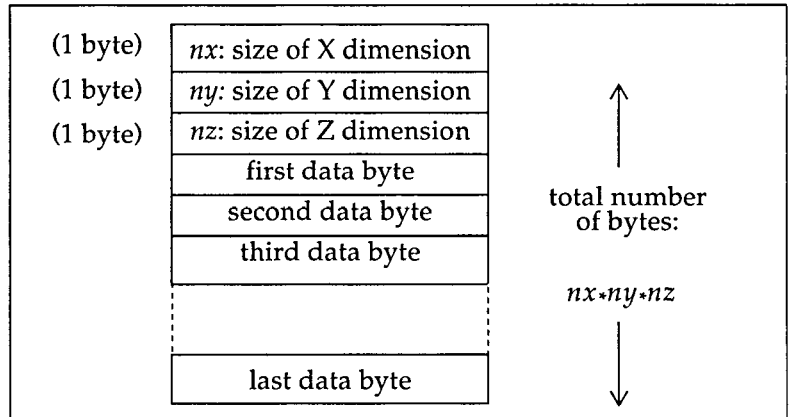 (1 byte) nx: size of X dimension
(1 byte) ny: size of Y dimension
(1 byte) nz: size of Z dimension
first data byte
second data byte
third data byte
last data byte
total number
of bytes:
nx*ny*nz